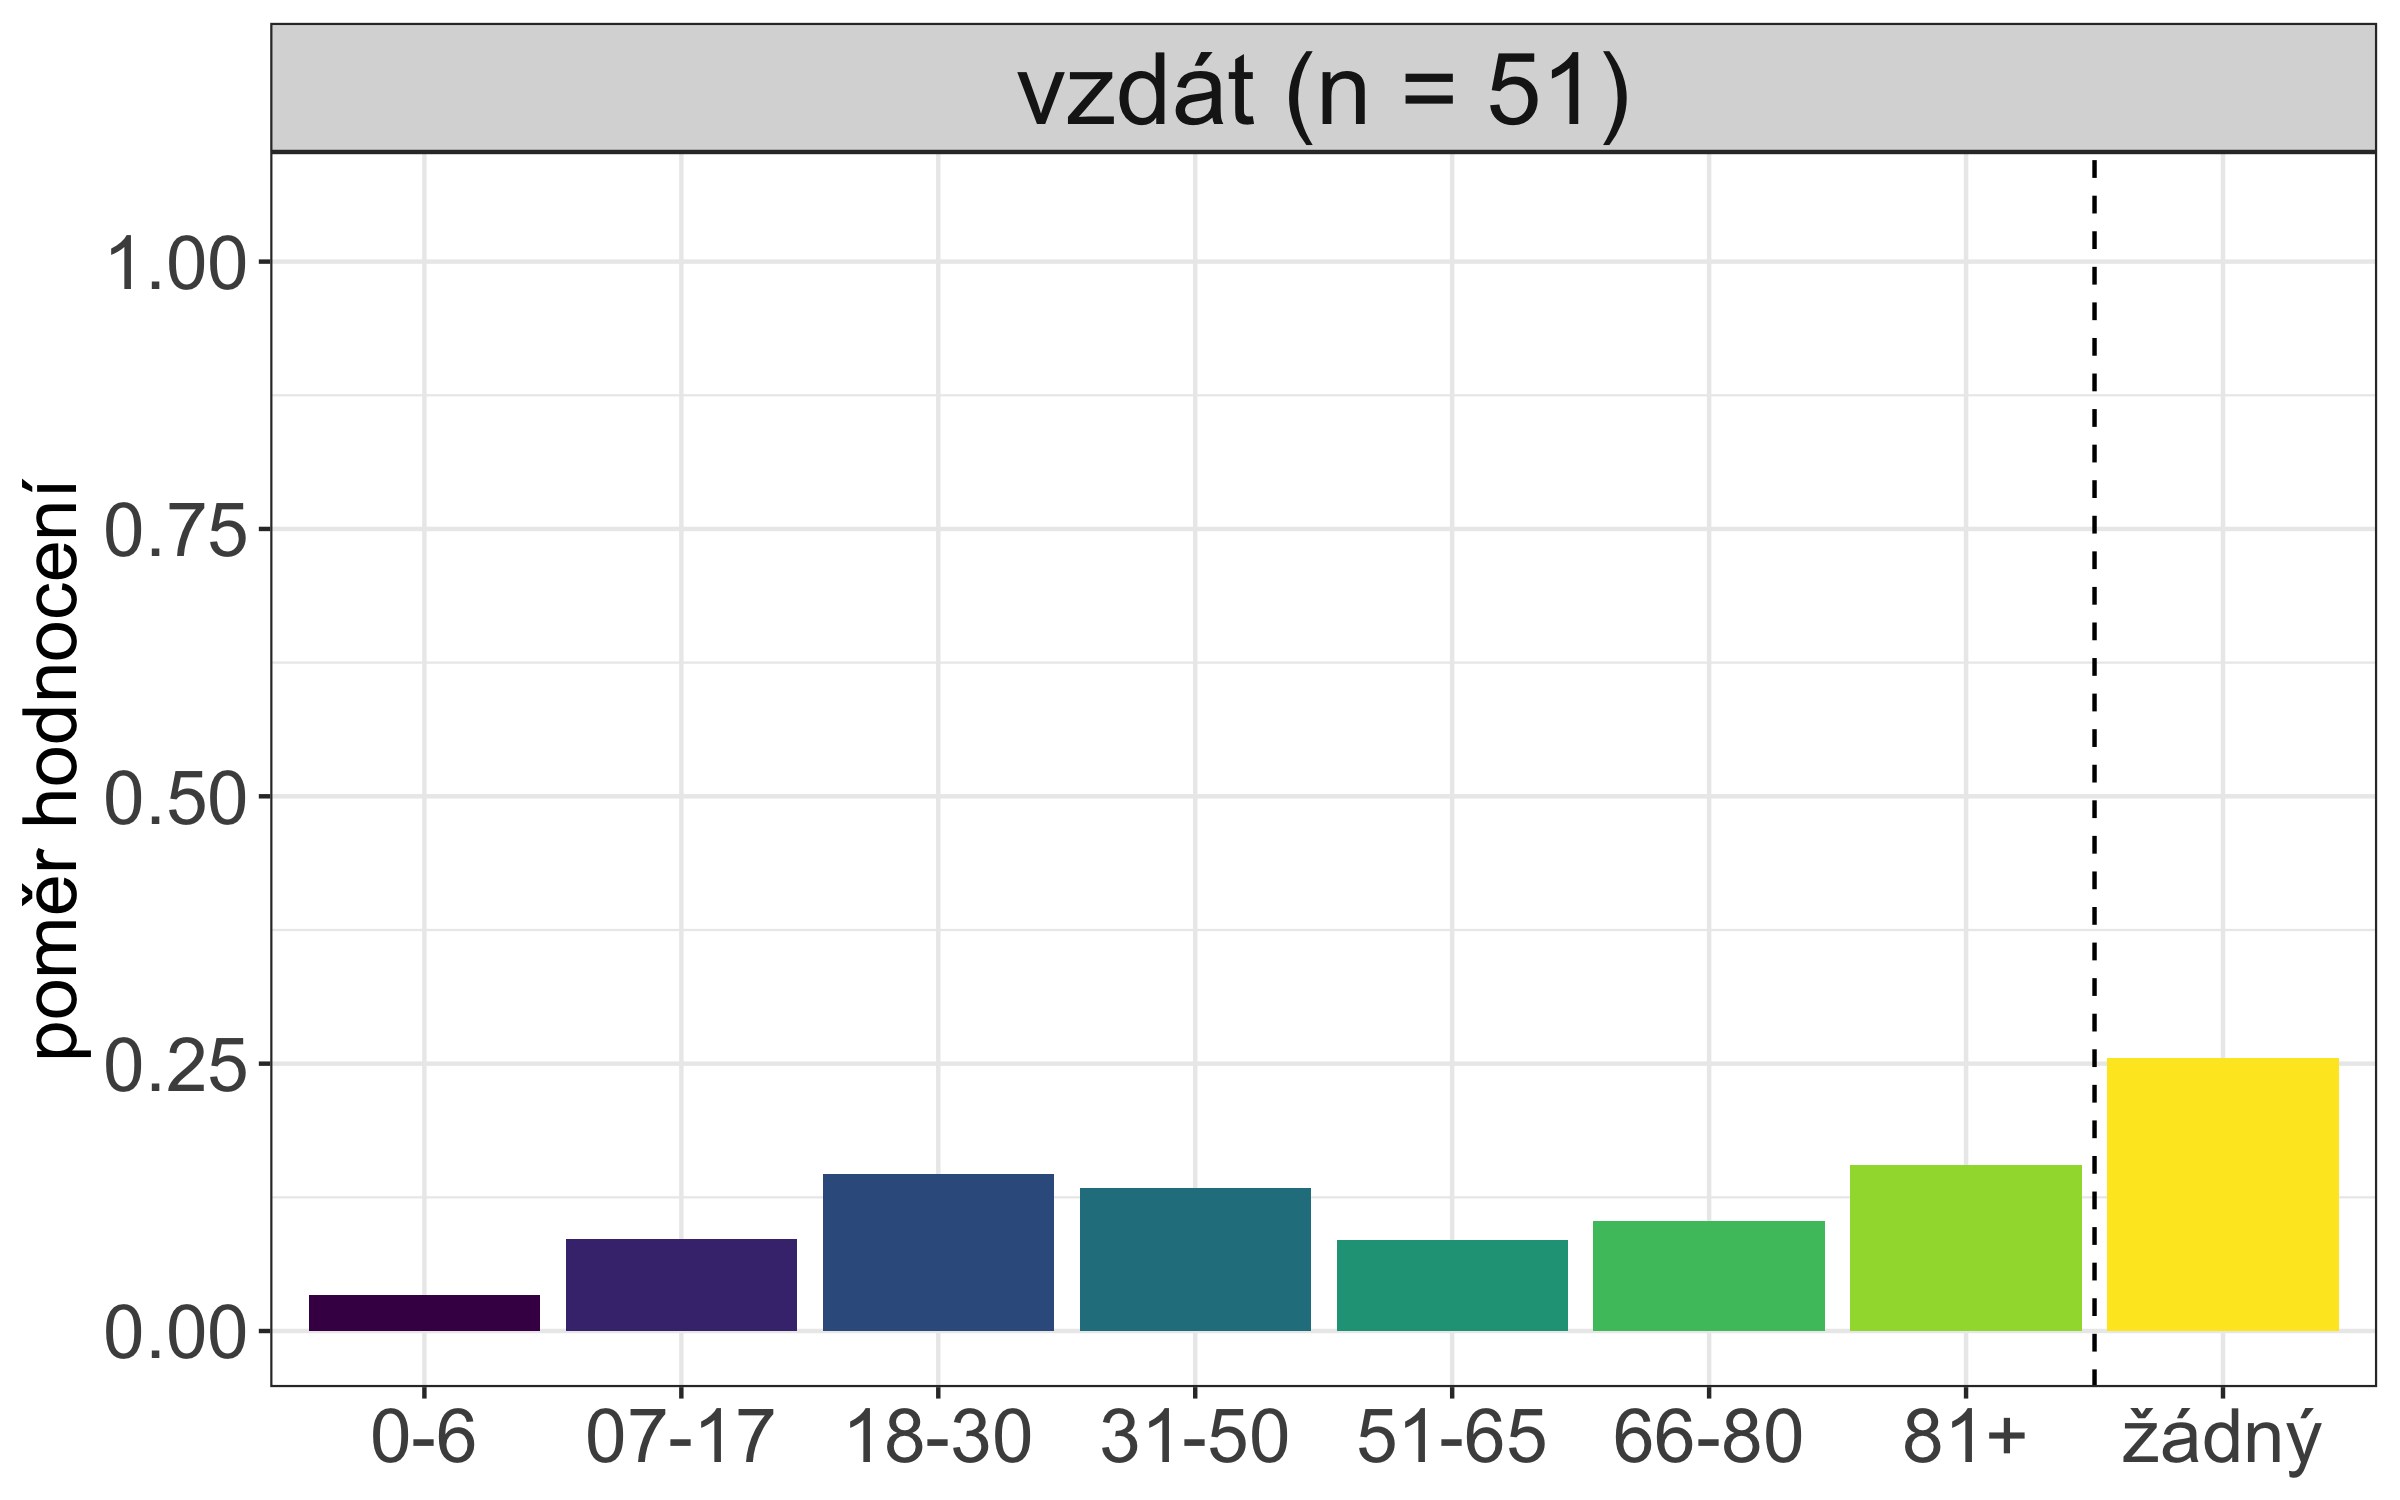 vzdát (n = 51)
poměr hodnocení
1.00
0.75
0.50
0.25
0.00
0-6 07-17 18-30 31-50 51-65 66-80 81+ žádný